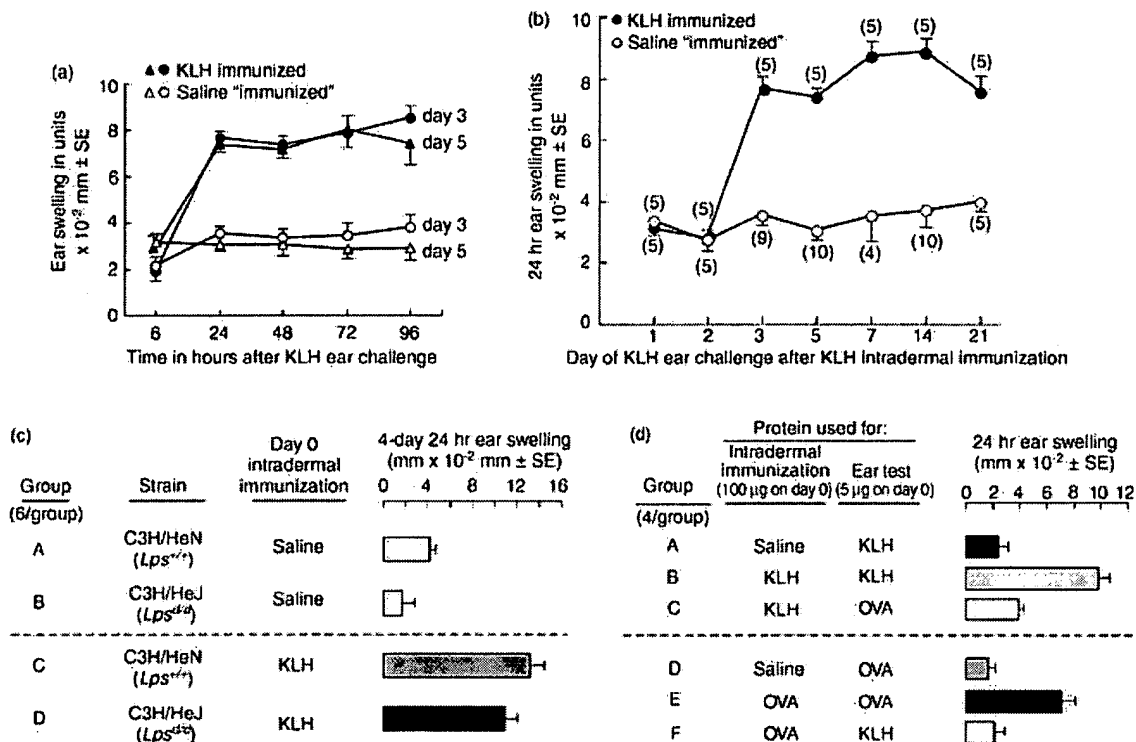 (a)
▲ ● KLH immunized
△ ○ Saline "immunized"
Ear swelling in units
x 10⁻² mm ± SE
10
8
6
4
2
0
day 3
day 5
day 3
day 5
6 24 48 72 96
Time in hours after KLH ear challenge
(b)
● KLH immunized
○ Saline "immunized"
24 hr ear swelling in units
x 10⁻² mm ± SE
10
8
6
4
2
0
(5) (5) (5) (5) (5) (5) (5)
(5) (5) (9) (10) (4) (10) (5)
1 2 3 5 7 14 21
Day of KLH ear challenge after KLH Intradermal immunization
(c)
Group
(6/group)
Strain
Day 0
intradermal
immunization
4-day 24 hr ear swelling
(mm x 10⁻² mm ± SE)
0 4 8 12 16
A C3H/HeN Saline
(Lps+/+)
B C3H/HeJ Saline
(Lpsd/d)
C C3H/HeN KLH
(Lps+/+)
D C3H/HeJ KLH
(Lpsd/d)
(d)
Protein used for:
Group
(4/group)
Intradermal
immunization
(100 µg on day 0)
Ear test
(5 µg on day 0)
24 hr ear swelling
(mm x 10⁻² ± SE)
0 2 4 6 8 10 12
A Saline KLH
B KLH KLH
C KLH OVA
D Saline OVA
E OVA OVA
F OVA KLH